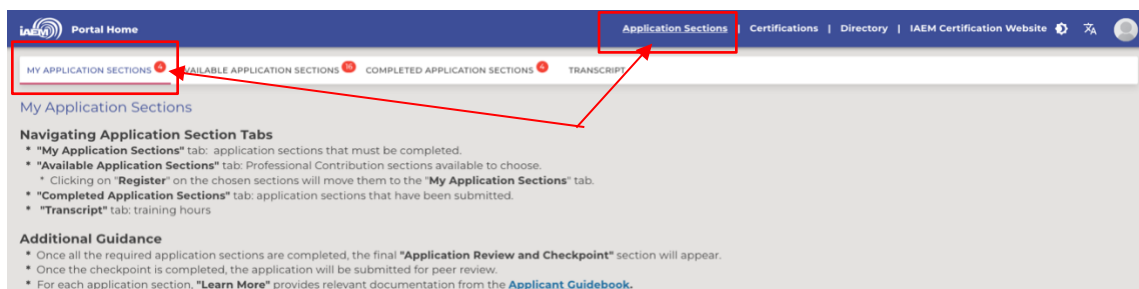 iaem Portal Home Application Sections | Certifications | Directory | IAEM Certification Website
MY APPLICATION SECTIONS 4 AVAILABLE APPLICATION SECTIONS 16 COMPLETED APPLICATION SECTIONS 4 TRANSCRIPT
My Application Sections
Navigating Application Section Tabs
* "My Application Sections" tab: application sections that must be completed.
* "Available Application Sections" tab: Professional Contribution sections available to choose.
* Clicking on "Register" on the chosen sections will move them to the "My Application Sections" tab.
* "Completed Application Sections" tab: application sections that have been submitted.
* "Transcript" tab: training hours
Additional Guidance
* Once all the required application sections are completed, the final "Application Review and Checkpoint" section will appear.
* Once the checkpoint is completed, the application will be submitted for peer review.
* For each application section, "Learn More" provides relevant documentation from the Applicant Guidebook.